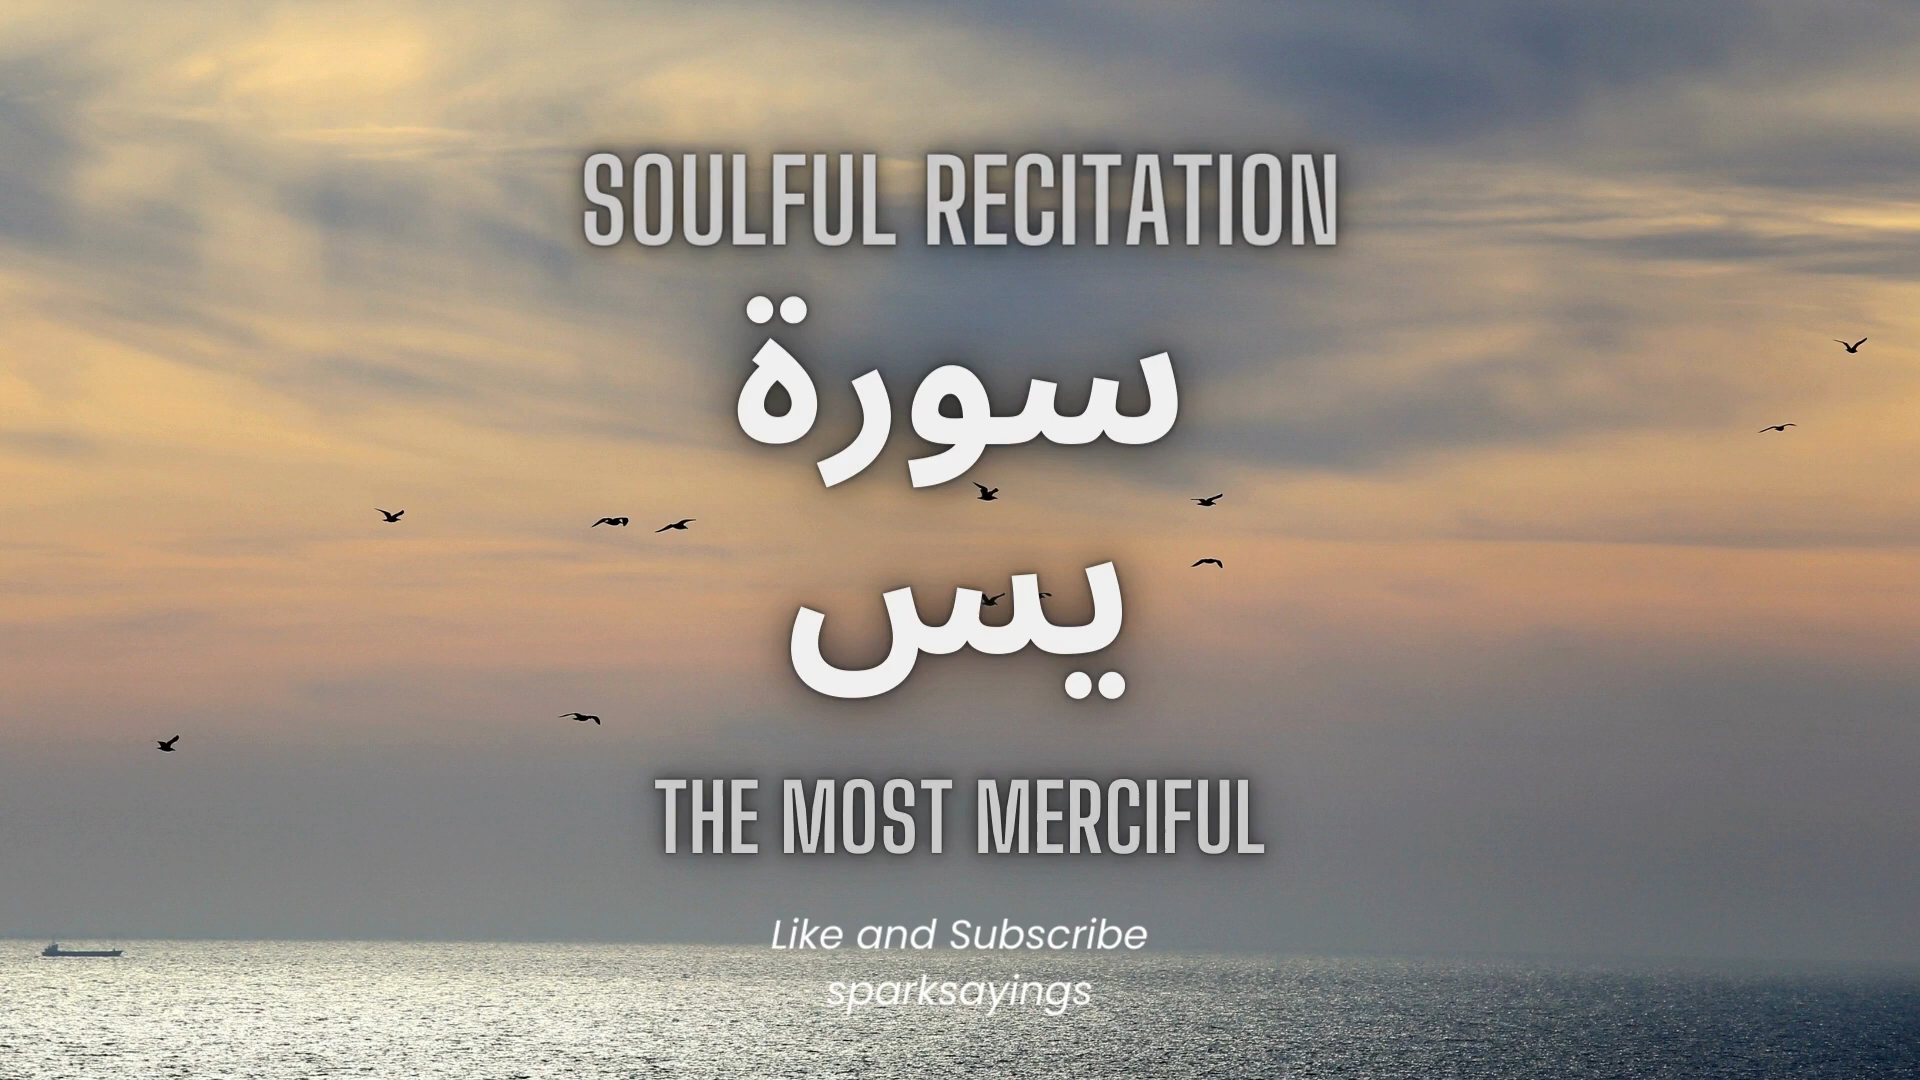 SOULFUL RECITATION
سورة
يس
THE MOST MERCIFUL
Like and Subscribe
sparksayings